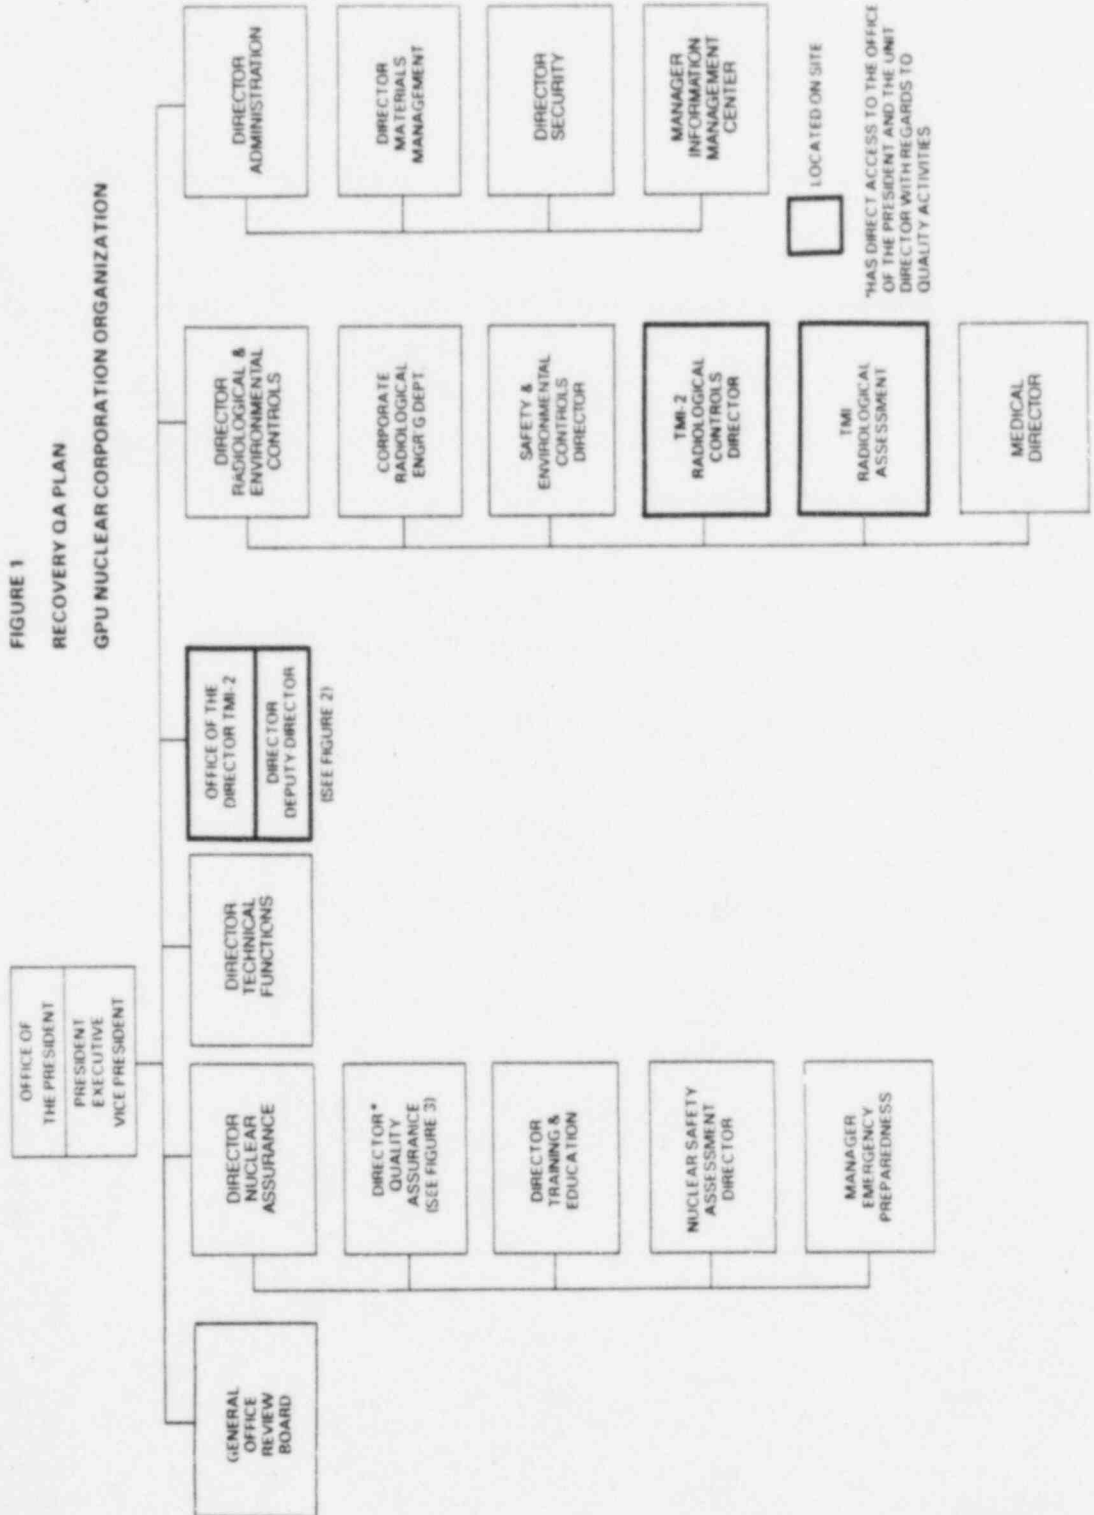 FIGURE 1
RECOVERY QA PLAN
GPU NUCLEAR CORPORATION ORGANIZATION
OFFICE OF
THE PRESIDENT
PRESIDENT
EXECUTIVE
VICE PRESIDENT
GENERAL
OFFICE
REVIEW
BOARD
DIRECTOR
NUCLEAR
ASSURANCE
DIRECTOR*
QUALITY
ASSURANCE
(SEE FIGURE 3)
DIRECTOR
TRAINING &
EDUCATION
NUCLEAR SAFETY
ASSESSMENT
DIRECTOR
MANAGER
EMERGENCY
PREPAREDNESS
DIRECTOR
TECHNICAL
FUNCTIONS
OFFICE OF THE
DIRECTOR TMI-2
DIRECTOR
DEPUTY DIRECTOR
(SEE FIGURE 2)
DIRECTOR
RADIOLOGICAL &
ENVIRONMENTAL
CONTROLS
CORPORATE
RADIOLOGICAL
ENGR'G DEPT.
SAFETY &
ENVIRONMENTAL
CONTROLS
DIRECTOR
TMI-2
RADIOLOGICAL
CONTROLS
DIRECTOR
TMI
RADIOLOGICAL
ASSESSMENT
MEDICAL
DIRECTOR
DIRECTOR
ADMINISTRATION
DIRECTOR
MATERIALS
MANAGEMENT
DIRECTOR
SECURITY
MANAGER
INFORMATION
MANAGEMENT
CENTER
LOCATED ON SITE
*HAS DIRECT ACCESS TO THE OFFICE
OF THE PRESIDENT AND THE UNIT
DIRECTOR WITH REGARDS TO
QUALITY ACTIVITIES